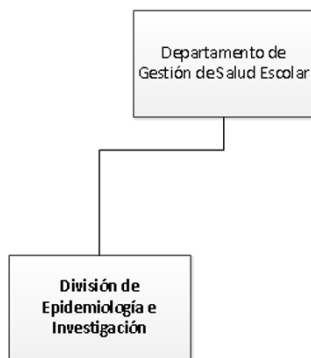 Departamento de
Gestión de Salud Escolar
División de
Epidemiología e
Investigación